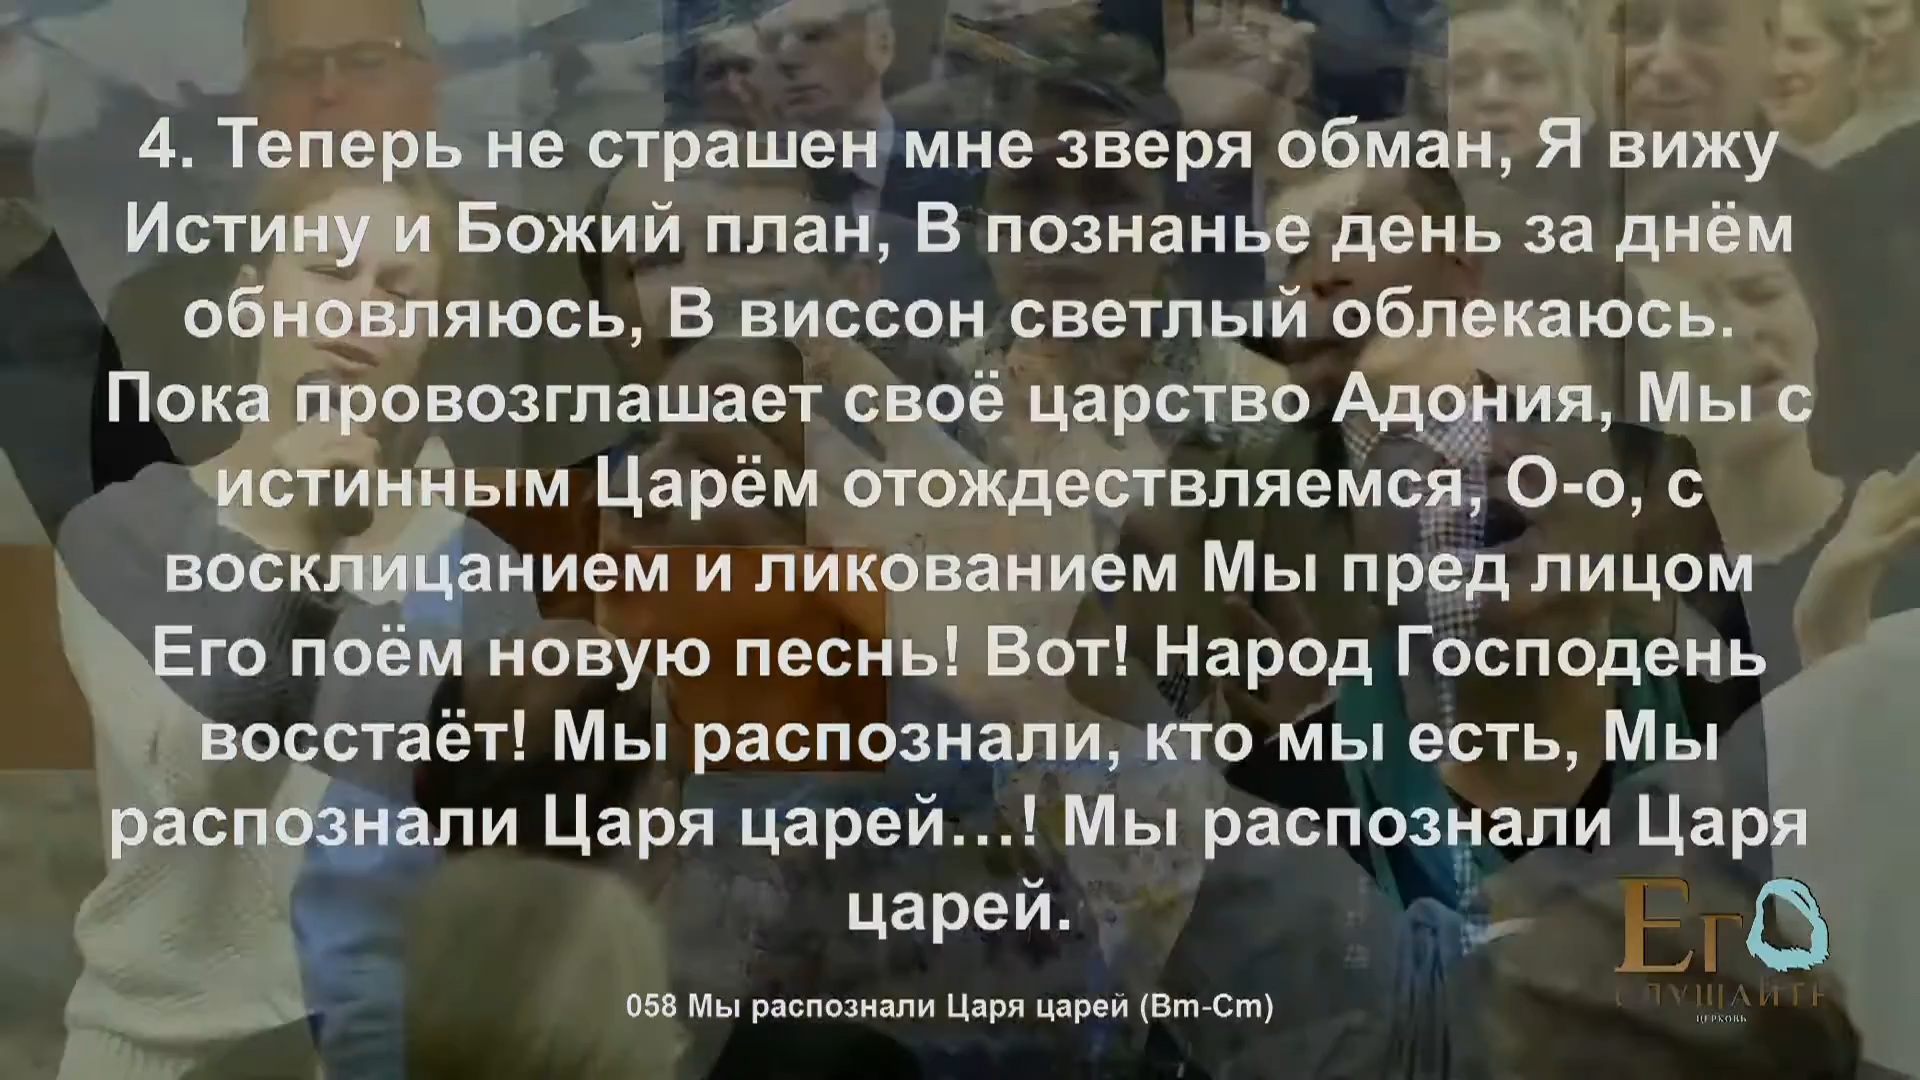 4. Теперь не страшен мне зверя обман, Я вижу
Истину и Божий план, В познанье день за днём
обновляюсь, В виссон светлый облекаюсь.
Пока провозглашает своё царство Адония, Мы с
истинным Царём отождествляемся, О-о, с
восклицанием и ликованием Мы пред лицом
Его поём новую песнь! Вот! Народ Господень
восстаёт! Мы распознали, кто мы есть, Мы
распознали Царя царей...! Мы распознали Царя
царей.
058 Мы распознали Царя царей (Bm-Cm)
ЕгО
СЛУШАЙТЕ
ЦЕРКОВЬ